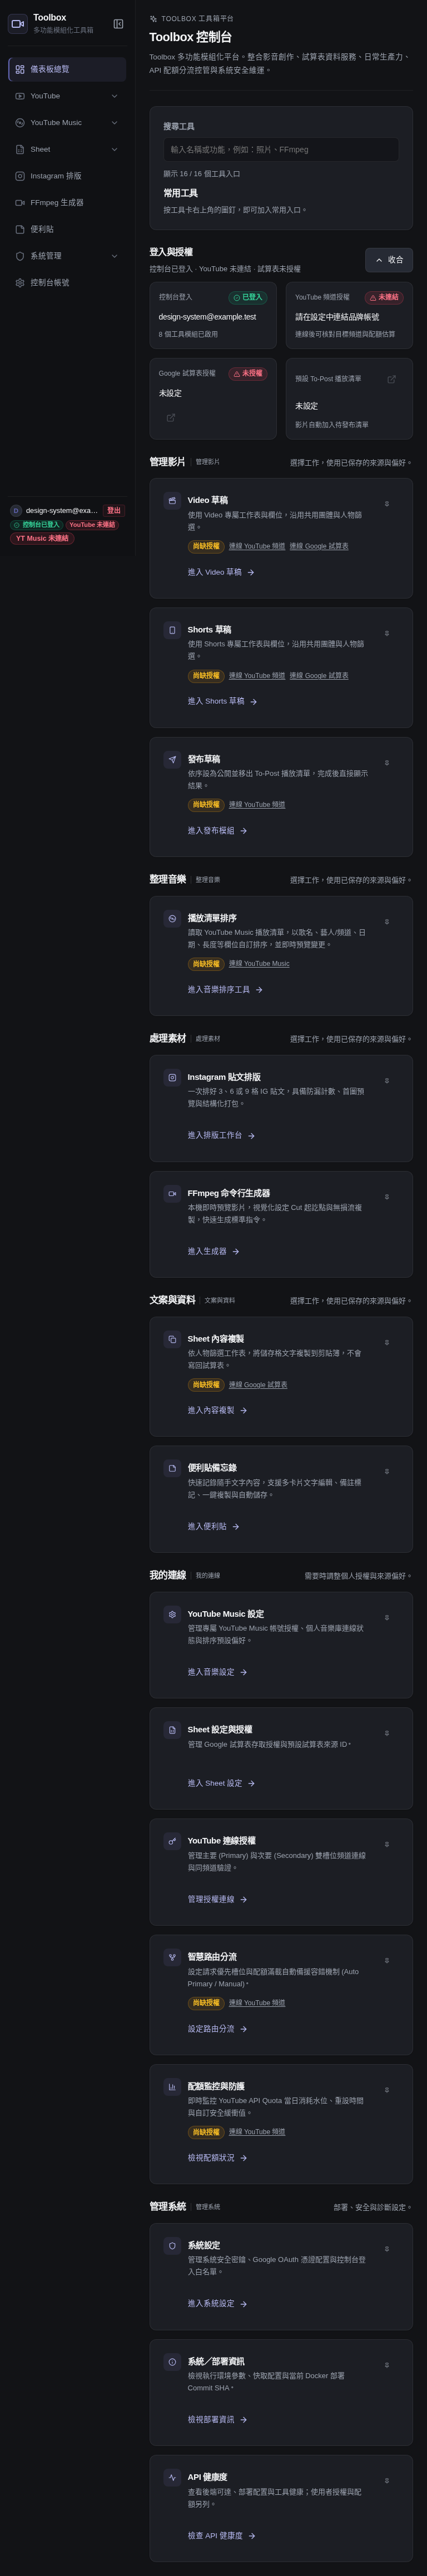 Toolbox
多功能模組化工具箱
儀表板總覽
YouTube
YouTube Music
Sheet
Instagram 排版
FFmpeg 生成器
便利貼
系統管理
控制台帳號
D design-system@exa... 登出
控制台已登入 YouTube 未連結
YT Music 未連結
TOOLBOX 工具箱平台
Toolbox 控制台
Toolbox 多功能模組化平台。整合影音創作、試算表資料服務、日常生產力、
API 配額分流控管與系統安全維運。
搜尋工具
輸入名稱或功能，例如：照片、FFmpeg
顯示 16 / 16 個工具入口
常用工具
按工具卡右上角的圖釘，即可加入常用入口。
登入與授權
控制台已登入 · YouTube 未連結 · 試算表未授權
收合
控制台登入 已登入
design-system@example.test
8 個工具模組已啟用
YouTube 頻道授權 未連結
請在設定中連結品牌帳號
連線後可核對目標頻道與配額估算
Google 試算表授權 未授權
未設定
預設 To-Post 播放清單
未設定
影片自動加入待發布清單
管理影片 管理影片 選擇工作，使用已保存的來源與偏好。
Video 草稿
使用 Video 專屬工作表與欄位，沿用共用團體與人物篩
選。
尚缺授權 連線 YouTube 頻道 連線 Google 試算表
進入 Video 草稿
Shorts 草稿
使用 Shorts 專屬工作表與欄位，沿用共用團體與人物篩
選。
尚缺授權 連線 YouTube 頻道 連線 Google 試算表
進入 Shorts 草稿
發布草稿
依序設為公開並移出 To-Post 播放清單，完成後直接顯示
結果。
尚缺授權 連線 YouTube 頻道
進入發布模組
整理音樂 整理音樂 選擇工作，使用已保存的來源與偏好。
播放清單排序
讀取 YouTube Music 播放清單，以歌名、藝人/頻道、日
期、長度等欄位自訂排序，並即時預覽變更。
尚缺授權 連線 YouTube Music
進入音樂排序工具
處理素材 處理素材 選擇工作，使用已保存的來源與偏好。
Instagram 貼文排版
一次排好 3、6 或 9 格 IG 貼文，具備防漏計數、首圖預
覽與結構化打包。
進入排版工作台
FFmpeg 命令行生成器
本機即時預覽影片，視覺化設定 Cut 起訖點與無損流複
製，快速生成標準指令。
進入生成器
文案與資料 文案與資料 選擇工作，使用已保存的來源與偏好。
Sheet 內容複製
依人物篩選工作表，將儲存格文字複製到剪貼簿，不會
寫回試算表。
尚缺授權 連線 Google 試算表
進入內容複製
便利貼備忘錄
快速記錄隨手文字內容，支援多卡片文字編輯、備註標
記、一鍵複製與自動儲存。
進入便利貼
我的連線 我的連線 需要時調整個人授權與來源偏好。
YouTube Music 設定
管理專屬 YouTube Music 帳號授權、個人音樂庫連線狀
態與排序預設偏好。
進入音樂設定
Sheet 設定與授權
管理 Google 試算表存取授權與預設試算表來源 ID。
進入 Sheet 設定
YouTube 連線授權
管理主要 (Primary) 與次要 (Secondary) 雙槽位頻道連線
與同頻道驗證。
管理授權連線
智慧路由分流
設定請求優先槽位與配額滿載自動備援容錯機制 (Auto
Primary / Manual)。
尚缺授權 連線 YouTube 頻道
設定路由分流
配額監控與防護
即時監控 YouTube API Quota 當日消耗水位、重設時間
與自訂安全緩衝值。
尚缺授權 連線 YouTube 頻道
檢視配額狀況
管理系統 管理系統 部署、安全與診斷設定。
系統設定
管理系統安全密鑰、Google OAuth 憑證配置與控制台登
入白名單。
進入系統設定
系統／部署資訊
檢視執行環境參數、快取配置與當前 Docker 部署
Commit SHA。
檢視部署資訊
API 健康度
查看後端可達、部署配置與工具健康；使用者授權與配
額另列。
檢查 API 健康度